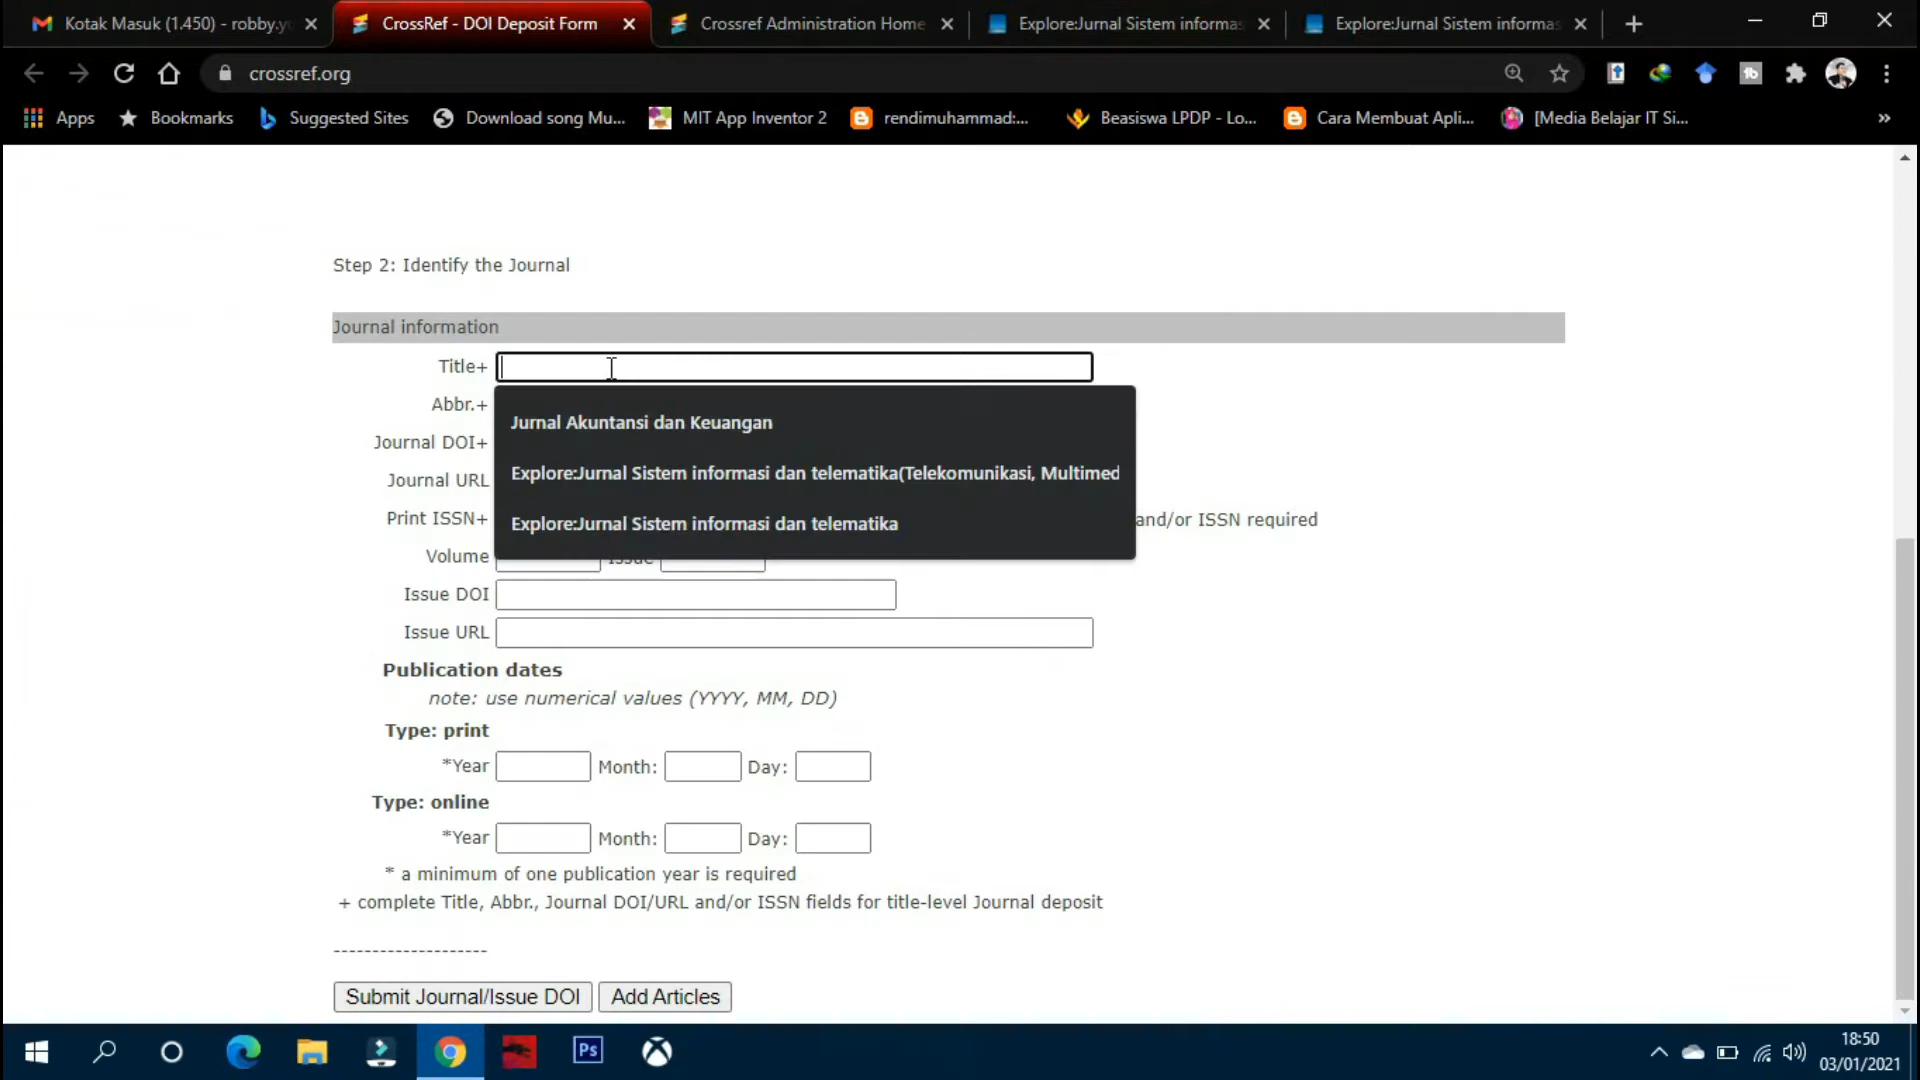 Kotak Masuk (1.450) - robby.y
CrossRef - DOI Deposit Form
Crossref Administration Home
Explore:Jurnal Sistem informas
Explore:Jurnal Sistem informas
crossref.org
Apps
Bookmarks
Suggested Sites
Download song Mu...
MIT App Inventor 2
rendimuhammad:...
Beasiswa LPDP - Lo...
Cara Membuat Apli...
[Media Belajar IT Si...
»
Step 2: Identify the Journal
Journal information
Title+
Abbr.+
Jurnal Akuntansi dan Keuangan
Journal DOI+
Journal URL
Explore:Jurnal Sistem informasi dan telematika(Telekomunikasi, Multimed
Print ISSN+
Explore:Jurnal Sistem informasi dan telematika
and/or ISSN required
Volume
Issue
Issue DOI
Issue URL
Publication dates
note: use numerical values (YYYY, MM, DD)
Type: print
*Year Month: Day:
Type: online
*Year Month: Day:
* a minimum of one publication year is required
+ complete Title, Abbr., Journal DOI/URL and/or ISSN fields for title-level Journal deposit
--------------------
Submit Journal/Issue DOI
Add Articles
Ps
18:50
03/01/2021